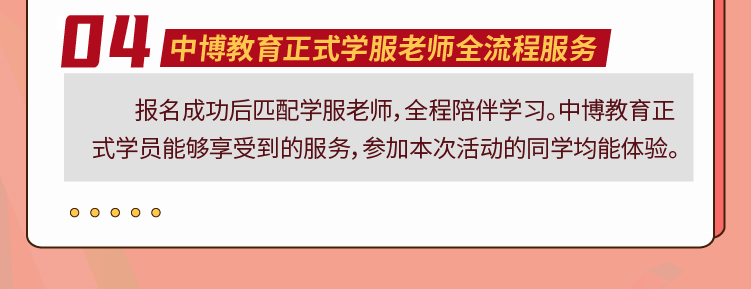 04 中博教育正式学服老师全流程服务
报名成功后匹配学服老师，全程陪伴学习。中博教育正
式学员能够享受到的服务，参加本次活动的同学均能体验。